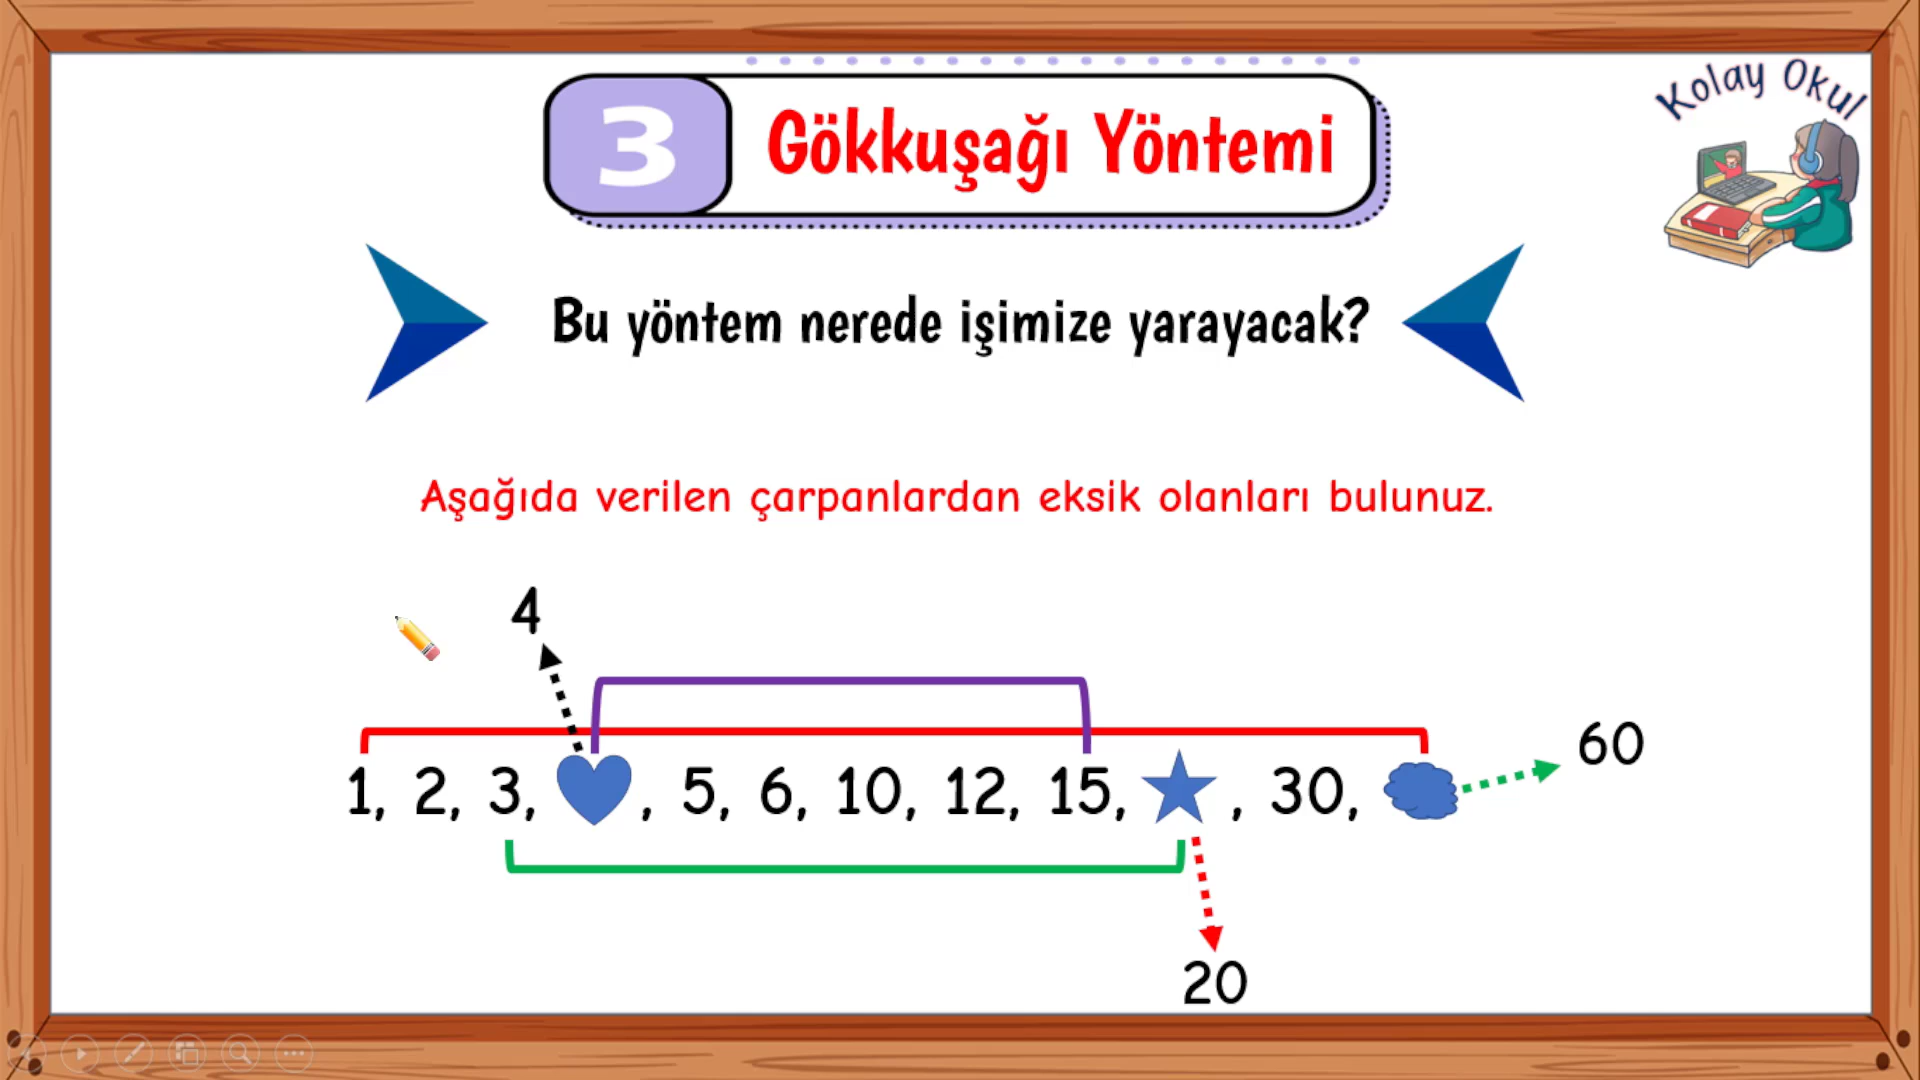 Kolay Okul
3 Gökkuşağı Yöntemi
Bu yöntem nerede işimize yarayacak?
Aşağıda verilen çarpanlardan eksik olanları bulunuz.
4
60
1, 2, 3, , 5, 6, 10, 12, 15, , 30,
20